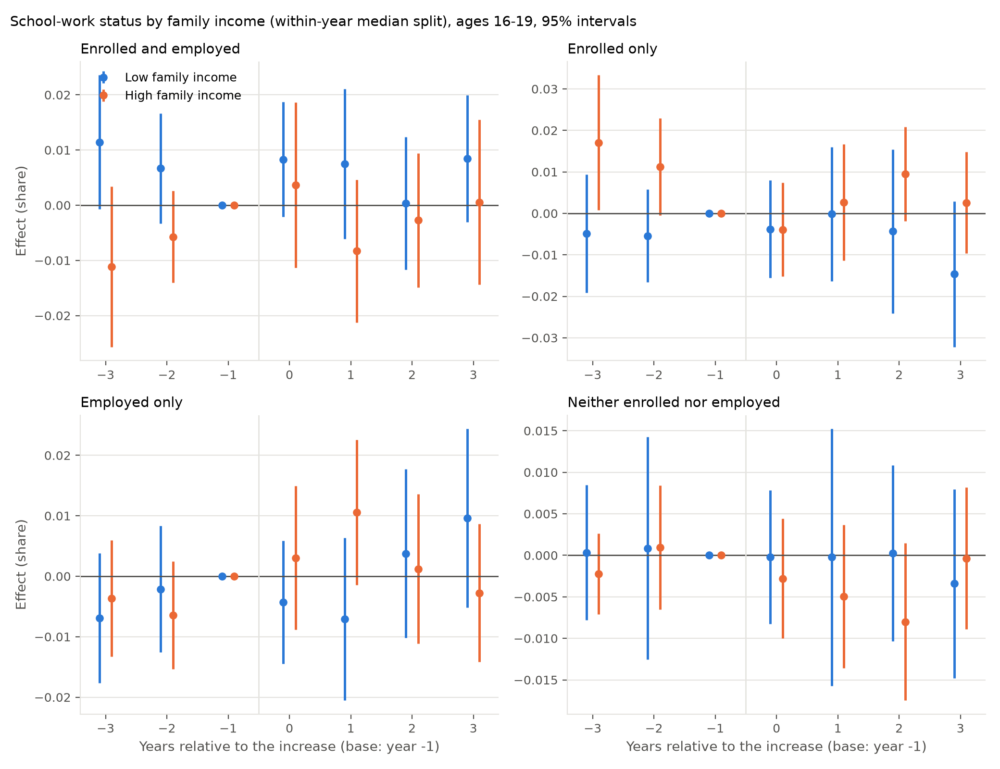 School-work status by family income (within-year median split), ages 16-19, 95% intervals
Enrolled and employed
Low family income
High family income
Effect (share)
0.02
0.01
0.00
−0.01
−0.02
−3 −2 −1 0 1 2 3
Enrolled only
0.03
0.02
0.01
0.00
−0.01
−0.02
−0.03
−3 −2 −1 0 1 2 3
Employed only
Effect (share)
0.02
0.01
0.00
−0.01
−0.02
−3 −2 −1 0 1 2 3
Years relative to the increase (base: year -1)
Neither enrolled nor employed
0.015
0.010
0.005
0.000
−0.005
−0.010
−0.015
−3 −2 −1 0 1 2 3
Years relative to the increase (base: year -1)